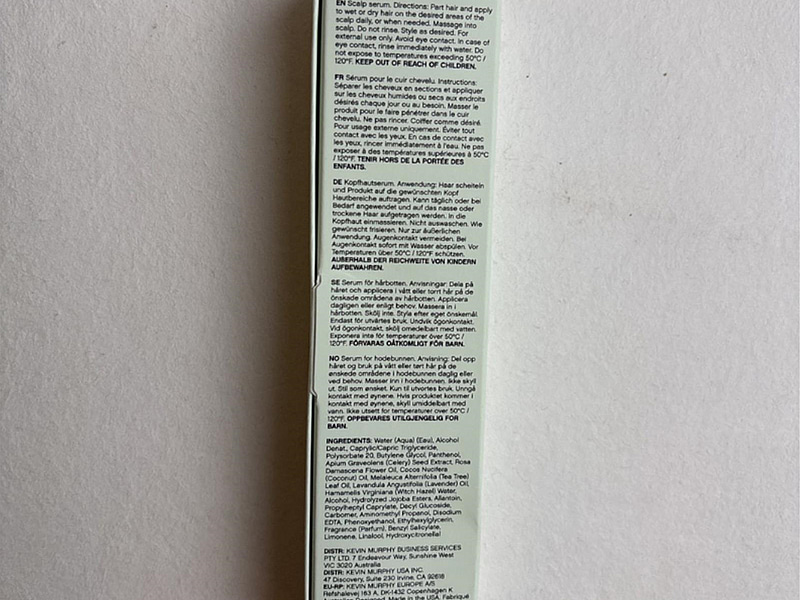 EN Scalp serum. Directions: Part hair and apply
to wet or dry hair on the desired areas of the
scalp daily, or when needed. Massage into
scalp. Do not rinse. Style as desired. For
external use only. Avoid eye contact. In case of
eye contact, rinse immediately with water. Do
not expose to temperatures exceeding 50°C /
120°F. KEEP OUT OF REACH OF CHILDREN.
FR Sérum pour le cuir chevelu. Instructions:
Séparer les cheveux en sections et appliquer
sur les cheveux humides ou secs aux endroits
désirés chaque jour ou au besoin. Masser le
produit pour le faire pénétrer dans le cuir
chevelu. Ne pas rincer. Coiffer comme désiré.
Pour usage externe uniquement. Éviter tout
contact avec les yeux. En cas de contact avec
les yeux, rincer immédiatement à l'eau. Ne pas
exposer à des températures supérieures à 50°C
/ 120°F. TENIR HORS DE LA PORTÉE DES
ENFANTS.
DE Kopfhautserum. Anwendung: Haar scheiteln
und Produkt auf die gewünschten Kopf
Hautbereiche auftragen. Kann täglich oder bei
Bedarf angewendet und auf das nasse oder
trockene Haar aufgetragen werden. In die
Kopfhaut einmassieren. Nicht auswaschen. Wie
gewünscht frisieren. Nur zur äußerlichen
Anwendung. Augenkontakt vermeiden. Bei
Augenkontakt sofort mit Wasser abspülen. Vor
Temperaturen über 50°C / 120°F schützen.
AUßERHALB DER REICHWEITE VON KINDERN
AUFBEWAHREN.
SE Serum för hårbotten. Anvisningar: Dela på
håret och applicera i vått eller torrt hår på de
önskade områdena av hårbotten. Applicera
dagligen eller enligt behov. Massera in i
hårbotten. Skölj inte. Styla efter eget önskemål.
Endast för utvärtes bruk. Undvik ögonkontakt.
Vid ögonkontakt, skölj omedelbart med vatten.
Exponera inte för temperaturer över 50°C /
120°F. FÖRVARAS OÅTKOMLIGT FÖR BARN.
NO Serum for hodebunnen. Anvisning: Del opp
håret og bruk på vått eller tørt hår på de
ønskede områdene i hodebunnen daglig eller
ved behov. Masser inn i hodebunnen. Ikke skyll
ut. Stil som ønsket. Kun til utvortes bruk. Unngå
kontakt med øynene. Hvis produktet kommer i
kontakt med øynene, skyll umiddelbart med
vann. Ikke utsett for temperaturer over 50°C /
120°F. OPPBEVARES UTILGJENGELIG FOR
BARN.
INGREDIENTS: Water (Aqua) (Eau), Alcohol
Denat., Caprylic/Capric Triglyceride,
Polysorbate 20, Butylene Glycol, Panthenol,
Apium Graveolens (Celery) Seed Extract, Rosa
Damascena Flower Oil, Cocos Nucifera
(Coconut) Oil, Melaleuca Alternifolia (Tea Tree)
Leaf Oil, Lavandula Angustifolia (Lavender) Oil,
Hamamelis Virginiana (Witch Hazel) Water,
Alcohol, Hydrolyzed Jojoba Esters, Allantoin,
Propylheptyl Caprylate, Decyl Glucoside,
Carbomer, Aminomethyl Propanol, Disodium
EDTA, Phenoxyethanol, Ethylhexylglycerin,
Fragrance (Parfum), Benzyl Salicylate,
Limonene, Linalool, Hydroxycitronellal
DISTR: KEVIN MURPHY BUSINESS SERVICES
PTY LTD. 7 Endeavour Way, Sunshine West
VIC 3020 Australia
DISTR: KEVIN MURPHY USA INC.
47 Discovery, Suite 230 Irvine, CA 92618
EU-RP: KEVIN MURPHY EUROPE A/S
Refshalevej 163 A, DK-1432 Copenhagen K
Australian Designed. Made in the USA. Fabriqué